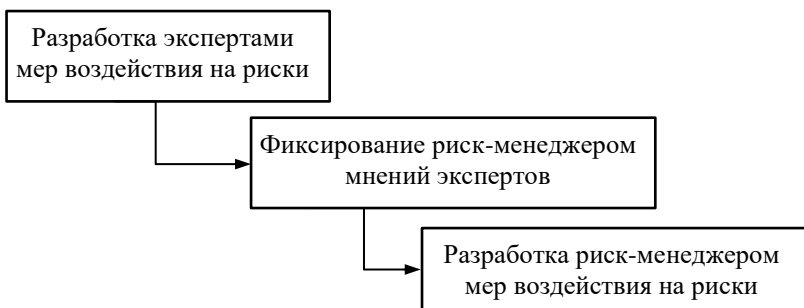 Разработка экспертами
мер воздействия на риски
Фиксирование риск-менеджером
мнений экспертов
Разработка риск-менеджером
мер воздействия на риски